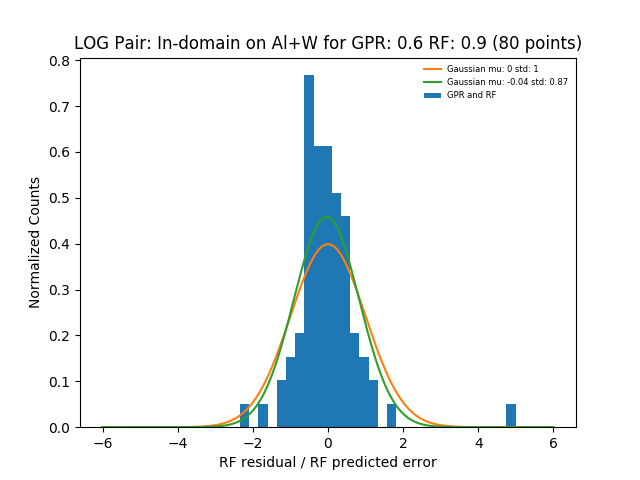 LOG Pair: In-domain on Al+W for GPR: 0.6 RF: 0.9 (80 points)
Gaussian mu: 0 std: 1
Gaussian mu: -0.04 std: 0.87
GPR and RF
Normalized Counts
0.8
0.7
0.6
0.5
0.4
0.3
0.2
0.1
0.0
−6 −4 −2 0 2 4 6
RF residual / RF predicted error